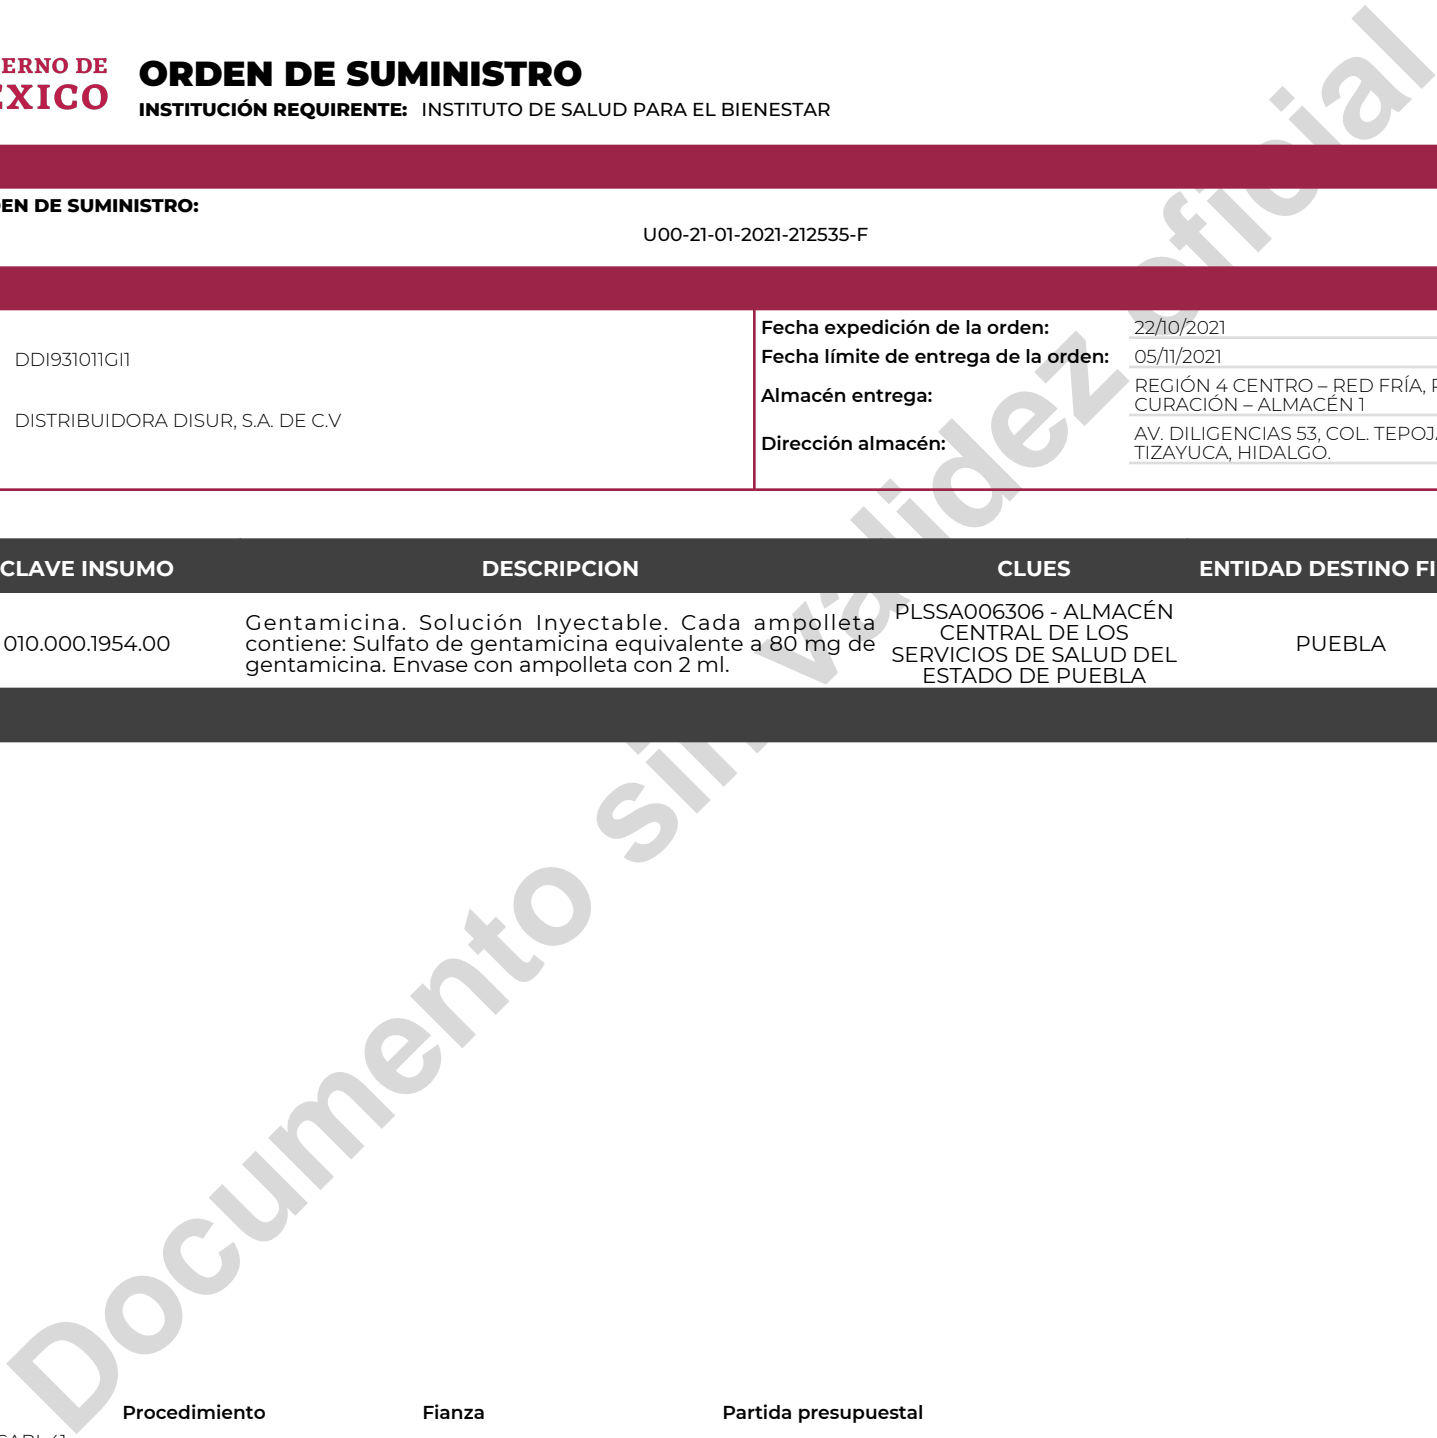 ERNO DE
ÉXICO
ORDEN DE SUMINISTRO
INSTITUCIÓN REQUIRENTE: INSTITUTO DE SALUD PARA EL BIENESTAR
EN DE SUMINISTRO:
U00-21-01-2021-212535-F
DDI931011GI1
DISTRIBUIDORA DISUR, S.A. DE C.V
Fecha expedición de la orden: 22/10/2021
Fecha límite de entrega de la orden: 05/11/2021
Almacén entrega: REGIÓN 4 CENTRO – RED FRÍA,
CURACIÓN – ALMACÉN 1
Dirección almacén: AV. DILIGENCIAS 53, COL. TEPOJA
TIZAYUCA, HIDALGO.
CLAVE INSUMO DESCRIPCION CLUES ENTIDAD DESTINO FI
010.000.1954.00
Gentamicina. Solución Inyectable. Cada ampolleta
contiene: Sulfato de gentamicina equivalente a 80 mg de
gentamicina. Envase con ampolleta con 2 ml.
PLSSA006306 - ALMACÉN
CENTRAL DE LOS
SERVICIOS DE SALUD DEL
ESTADO DE PUEBLA
PUEBLA
Documento sin validez oficial
Procedimiento Fianza Partida presupuestal